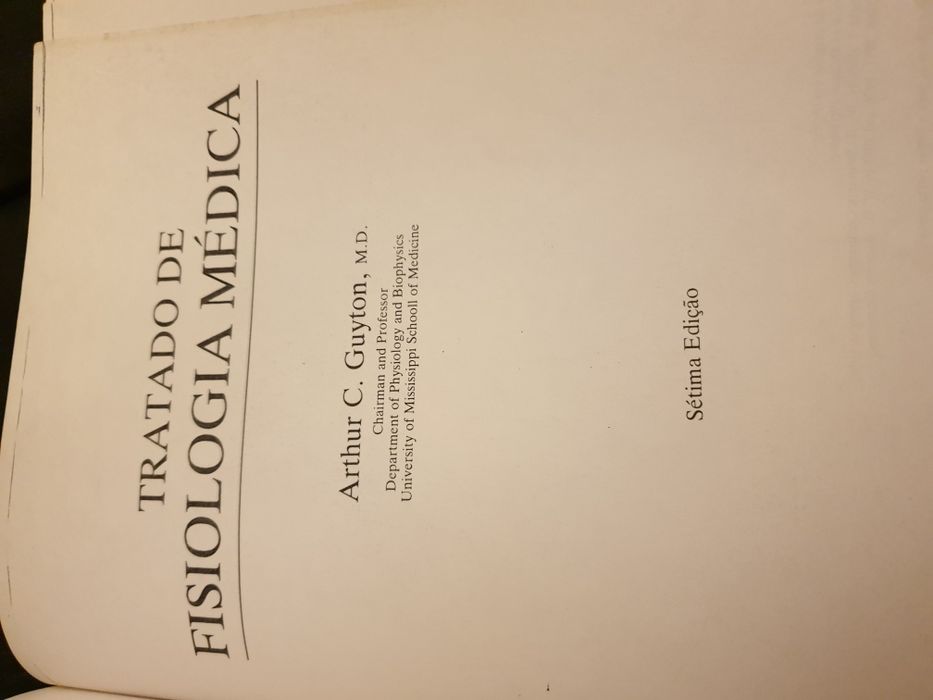 TRATADO DE
FISIOLOGIA MÉDICA
Arthur C. Guyton, M.D.
Chairman and Professor
Department of Physiology and Biophysics
University of Mississippi Schooll of Medicine
Sétima Edição